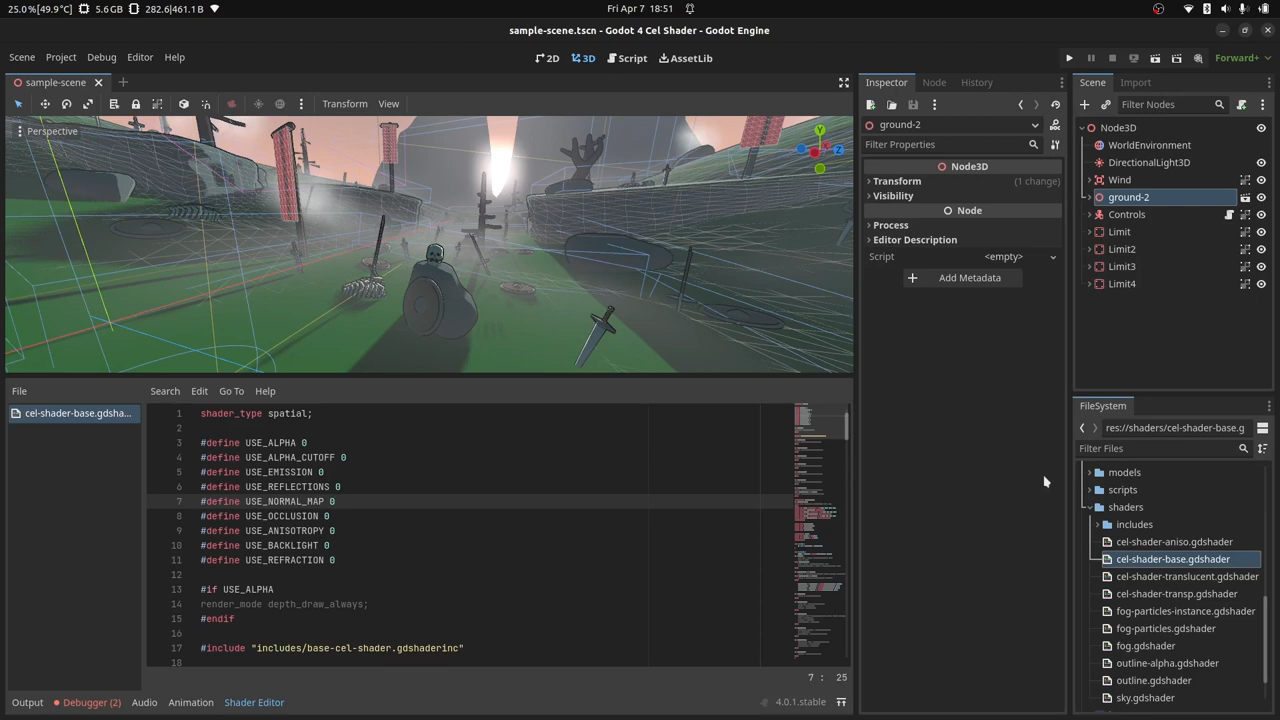 25.0%[49.9°C] 5.6GB 282.6|461.1B Fri Apr 7 18:51
sample-scene.tscn - Godot 4 Cel Shader - Godot Engine
Scene Project Debug Editor Help 2D 3D Script AssetLib Forward+
sample-scene
Transform View
Perspective
Y
Z
Inspector Node History
ground-2
Filter Properties
Node3D
Transform (1 change)
Visibility
Node
Process
Editor Description
Script <empty>
Add Metadata
Scene Import
Filter Nodes
Node3D
WorldEnvironment
DirectionalLight3D
Wind
ground-2
Controls
Limit
Limit2
Limit3
Limit4
File Search Edit Go To Help
cel-shader-base.gdsha...
1 shader_type spatial;
2
3 #define USE_ALPHA 0
4 #define USE_ALPHA_CUTOFF 0
5 #define USE_EMISSION 0
6 #define USE_REFLECTIONS 0
7 #define USE_NORMAL_MAP 0
8 #define USE_OCCLUSION 0
9 #define USE_ANISOTROPY 0
10 #define USE_BACKLIGHT 0
11 #define USE_REFRACTION 0
12
13 #if USE_ALPHA
14 render_mode depth_draw_always;
15 #endif
16
17 #include "includes/base-cel-shader.gdshaderinc"
18
7 : 25
Output Debugger (2) Audio Animation Shader Editor 4.0.1.stable
FileSystem
res://shaders/cel-shader-base.g
Filter Files
models
scripts
shaders
includes
cel-shader-aniso.gdshader
cel-shader-base.gdshader
cel-shader-translucent.gdshader
cel-shader-transp.gdshader
fog-particles-instance.gdshader
fog-particles.gdshader
fog.gdshader
outline-alpha.gdshader
outline.gdshader
sky.gdshader